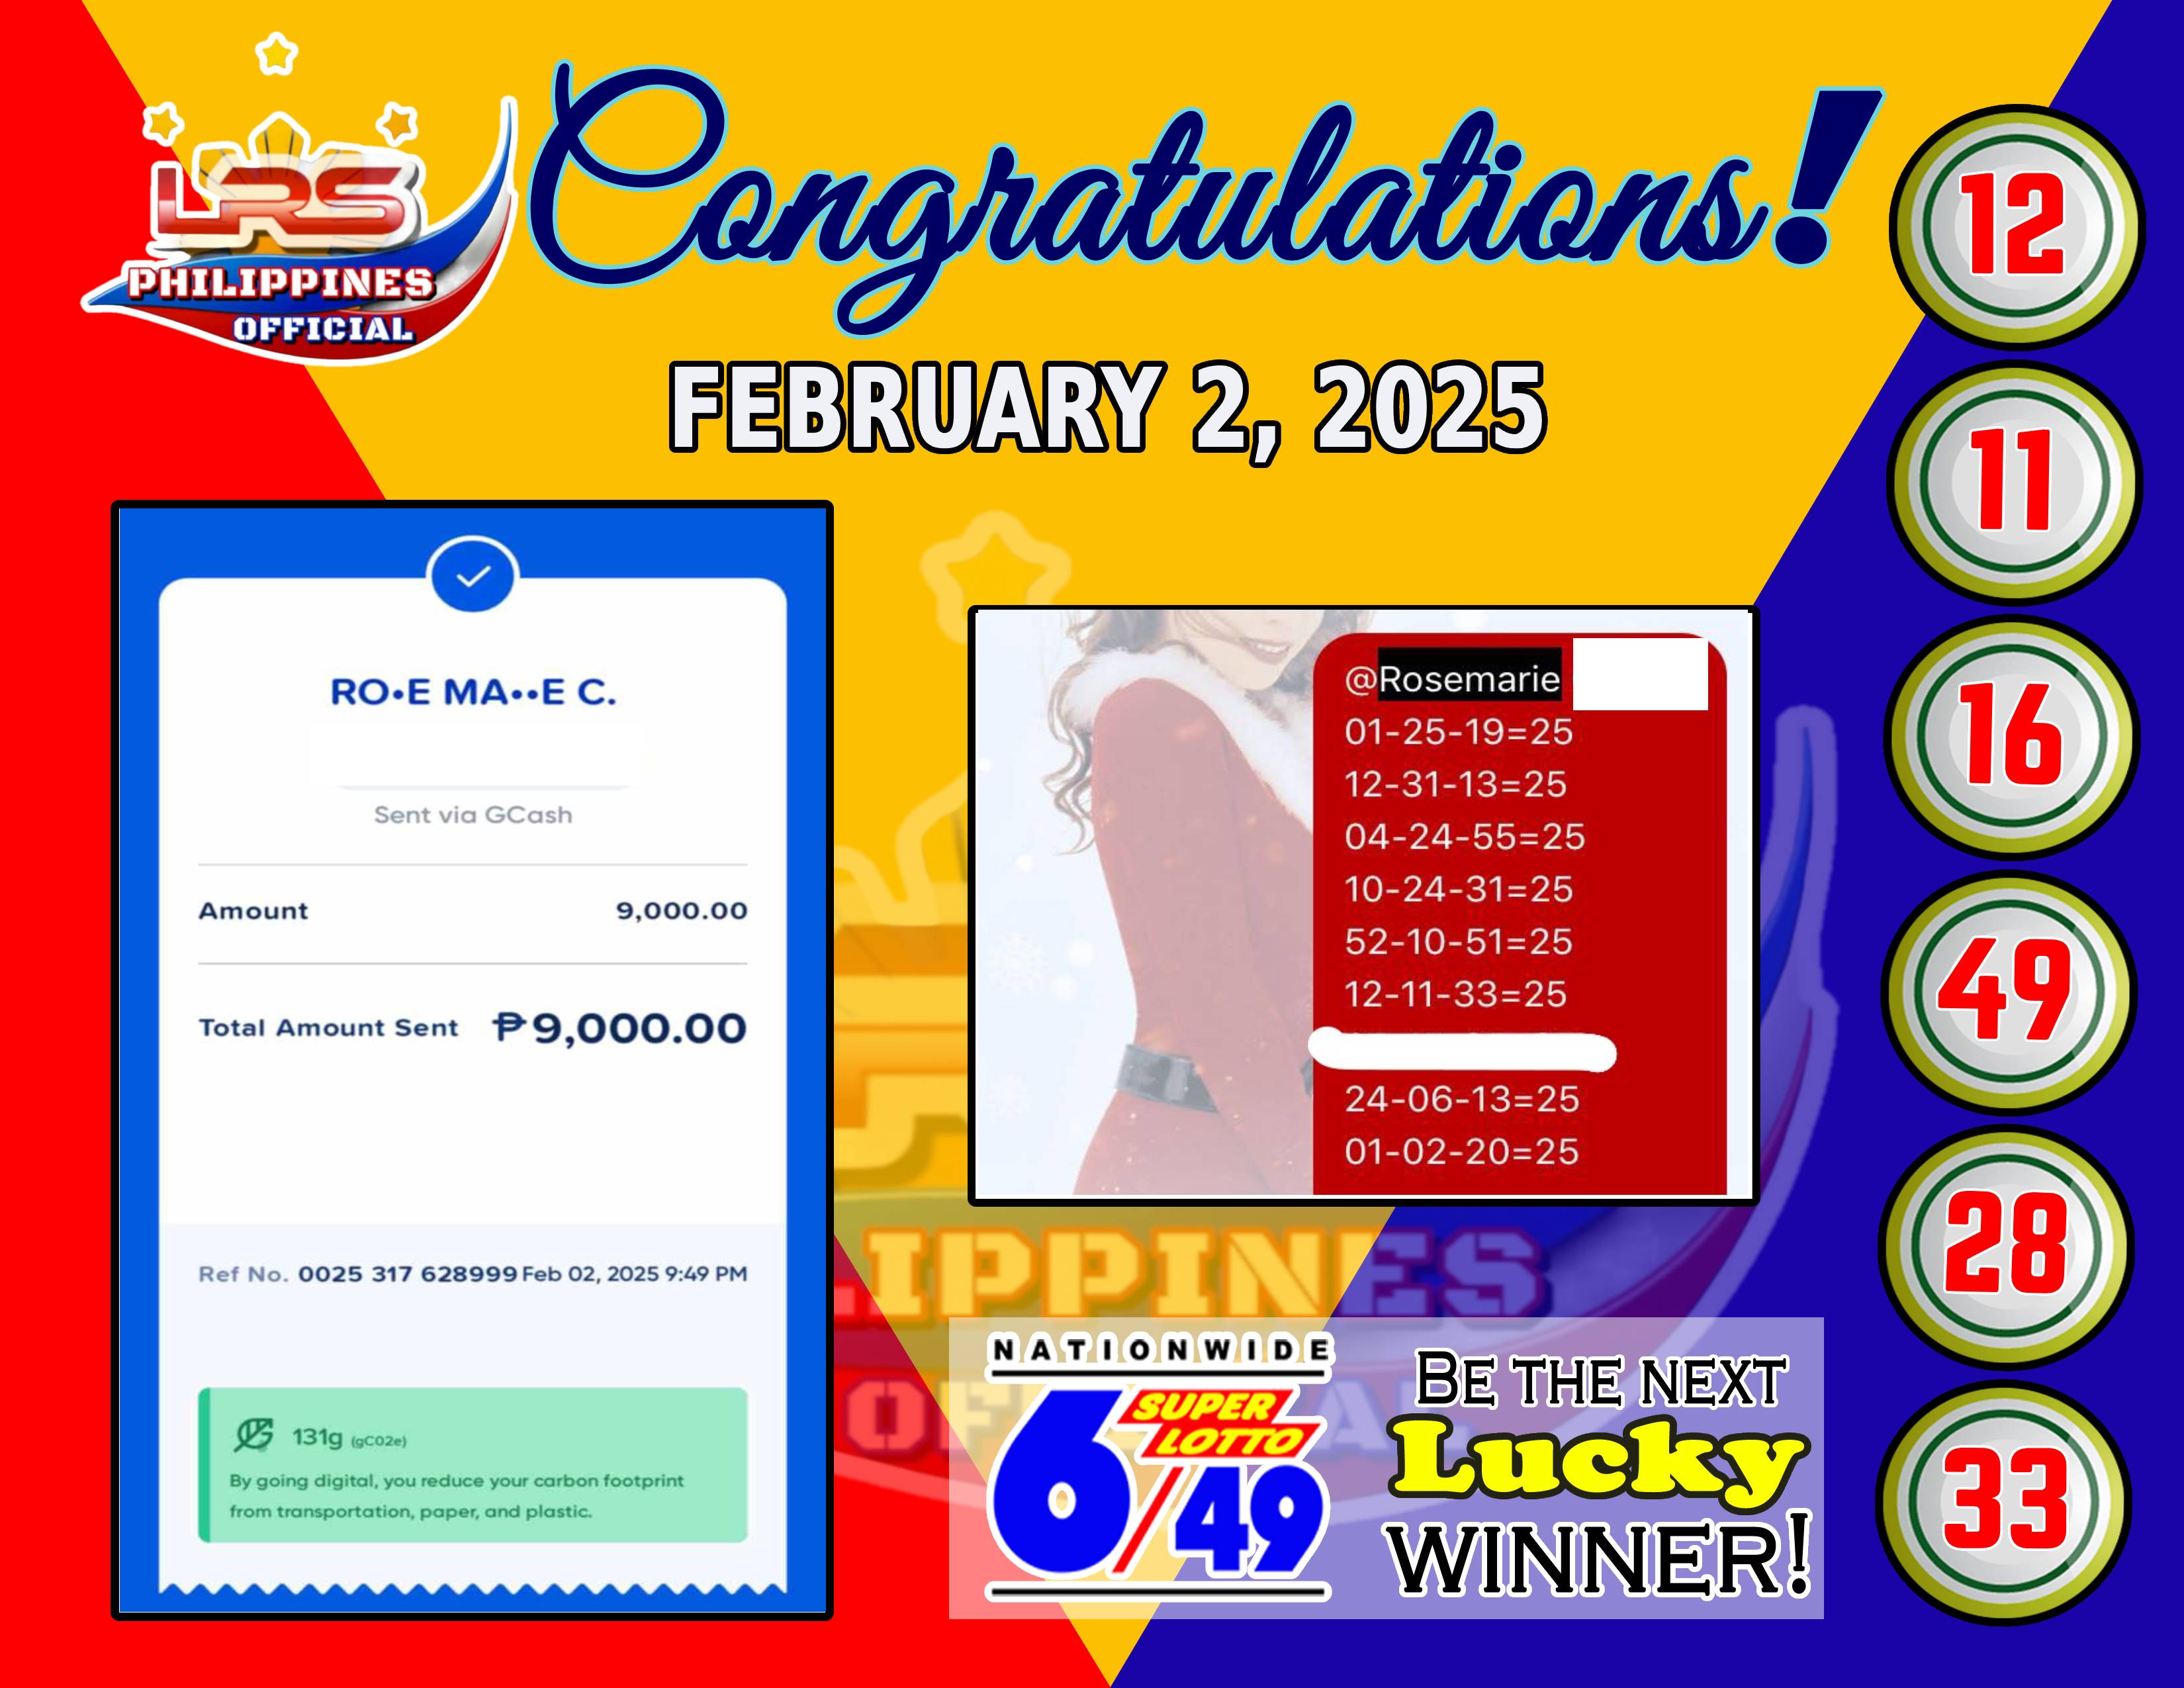 LRS
PHILIPPINES
OFFICIAL
Congratulations!
FEBRUARY 2, 2025
RO•E MA••E C.
Sent via GCash
Amount 9,000.00
Total Amount Sent ₱9,000.00
Ref No. 0025 317 628999 Feb 02, 2025 9:49 PM
131g (gCO2e)
By going digital, you reduce your carbon footprint
from transportation, paper, and plastic.
@Rosemarie
01-25-19=25
12-31-13=25
04-24-55=25
10-24-31=25
52-10-51=25
12-11-33=25
24-06-13=25
01-02-20=25
NATIONWIDE
SUPER
LOTTO
6/49
BE THE NEXT
Lucky
WINNER!
12
11
16
49
28
33